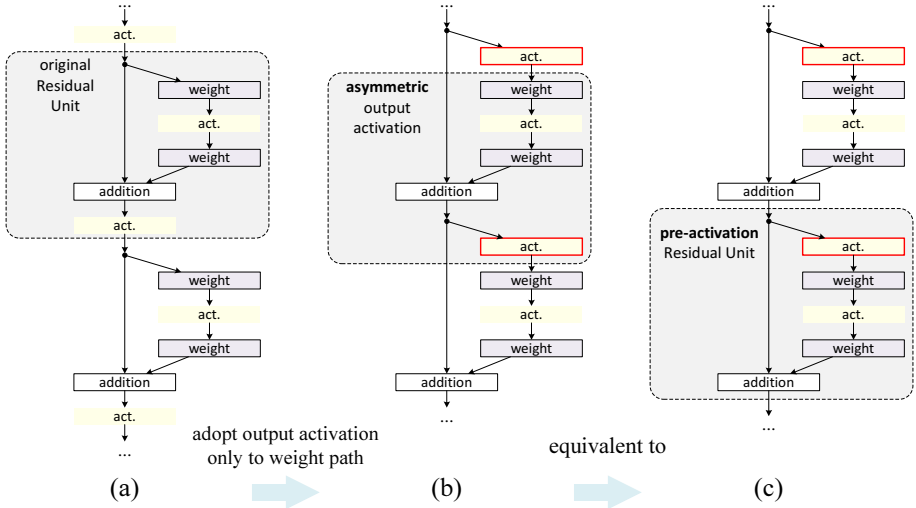 ...
act.
original
Residual
Unit
weight
act.
weight
addition
act.
weight
act.
weight
addition
act.
...
(a)
adopt output activation
only to weight path
...
act.
asymmetric
output
activation
weight
act.
weight
addition
act.
weight
act.
weight
addition
...
(b)
equivalent to
...
act.
weight
act.
weight
addition
pre-activation
Residual Unit
act.
weight
act.
weight
addition
...
(c)